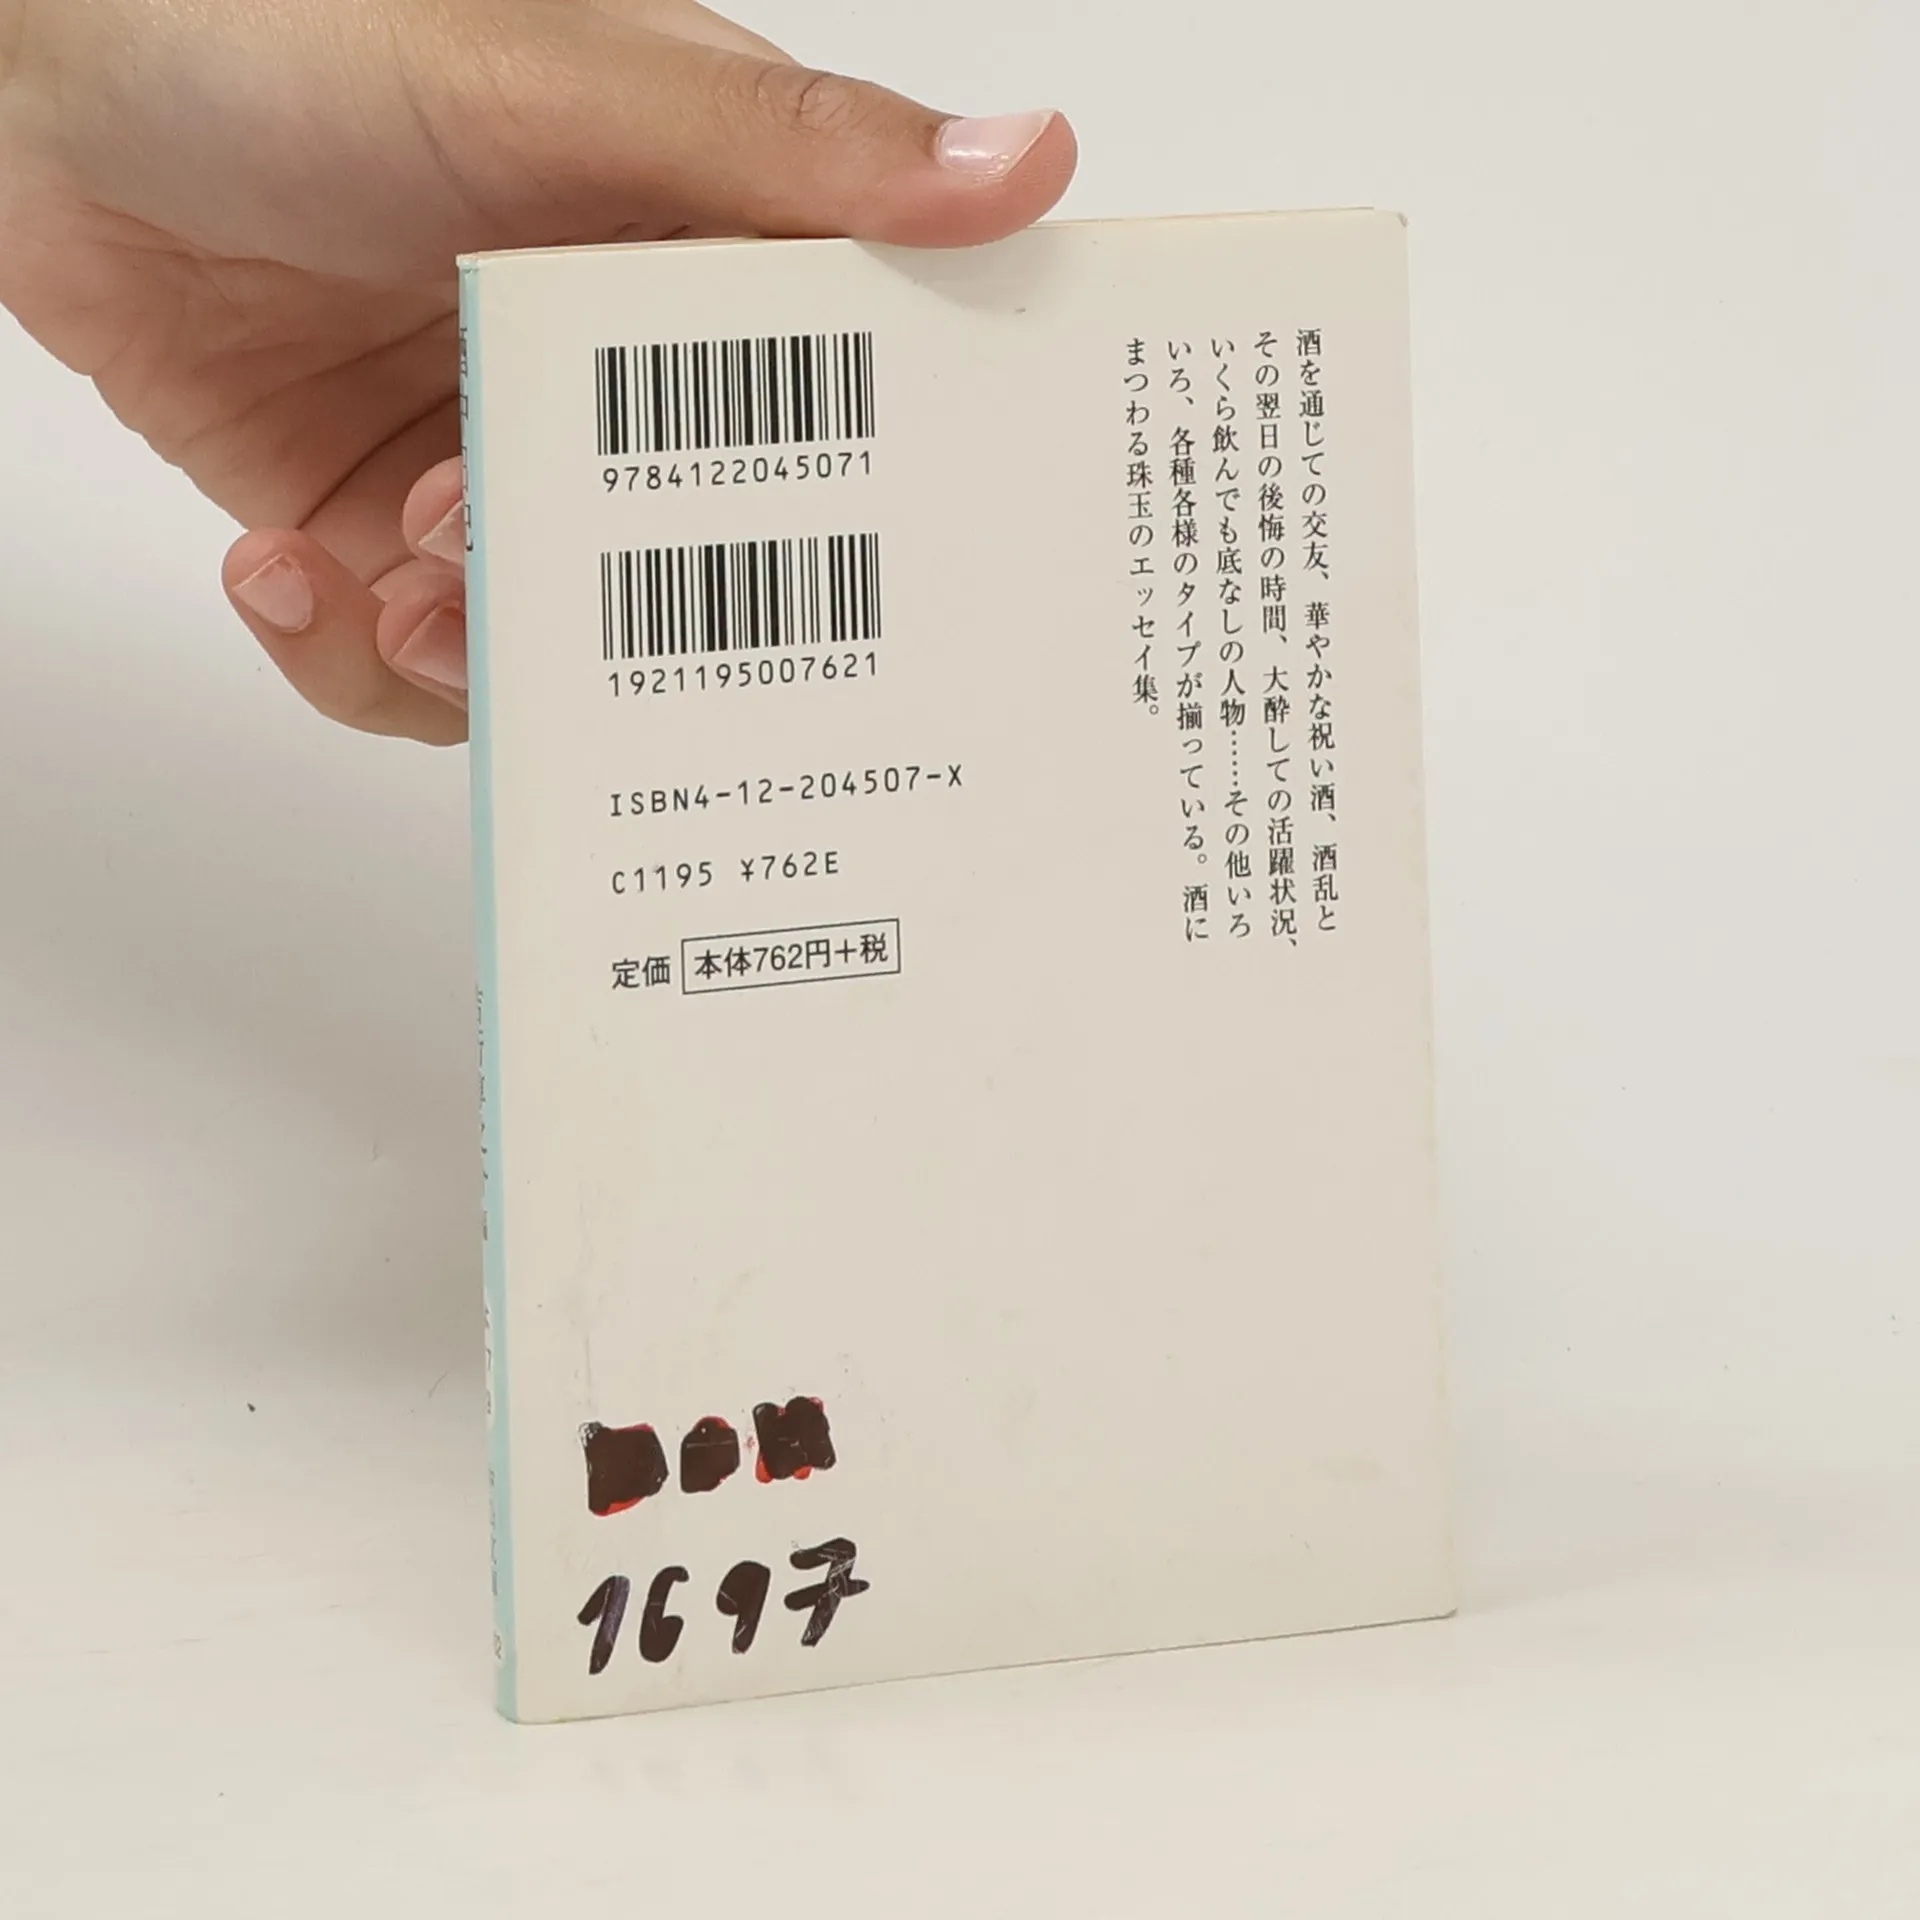 酒を通じての交友、華やかな祝い酒、酒乱と
その翌日の後悔の時間、大酔しての活躍状況、
いくら飲んでも底なしの人物……その他いろ
いろ、各種各様のタイプが揃っている。酒に
まつわる珠玉のエッセイ集。
9784122045071
1921195007621
ISBN4-12-204507-X
C1195 ¥762E
定価 本体762円+税
1697